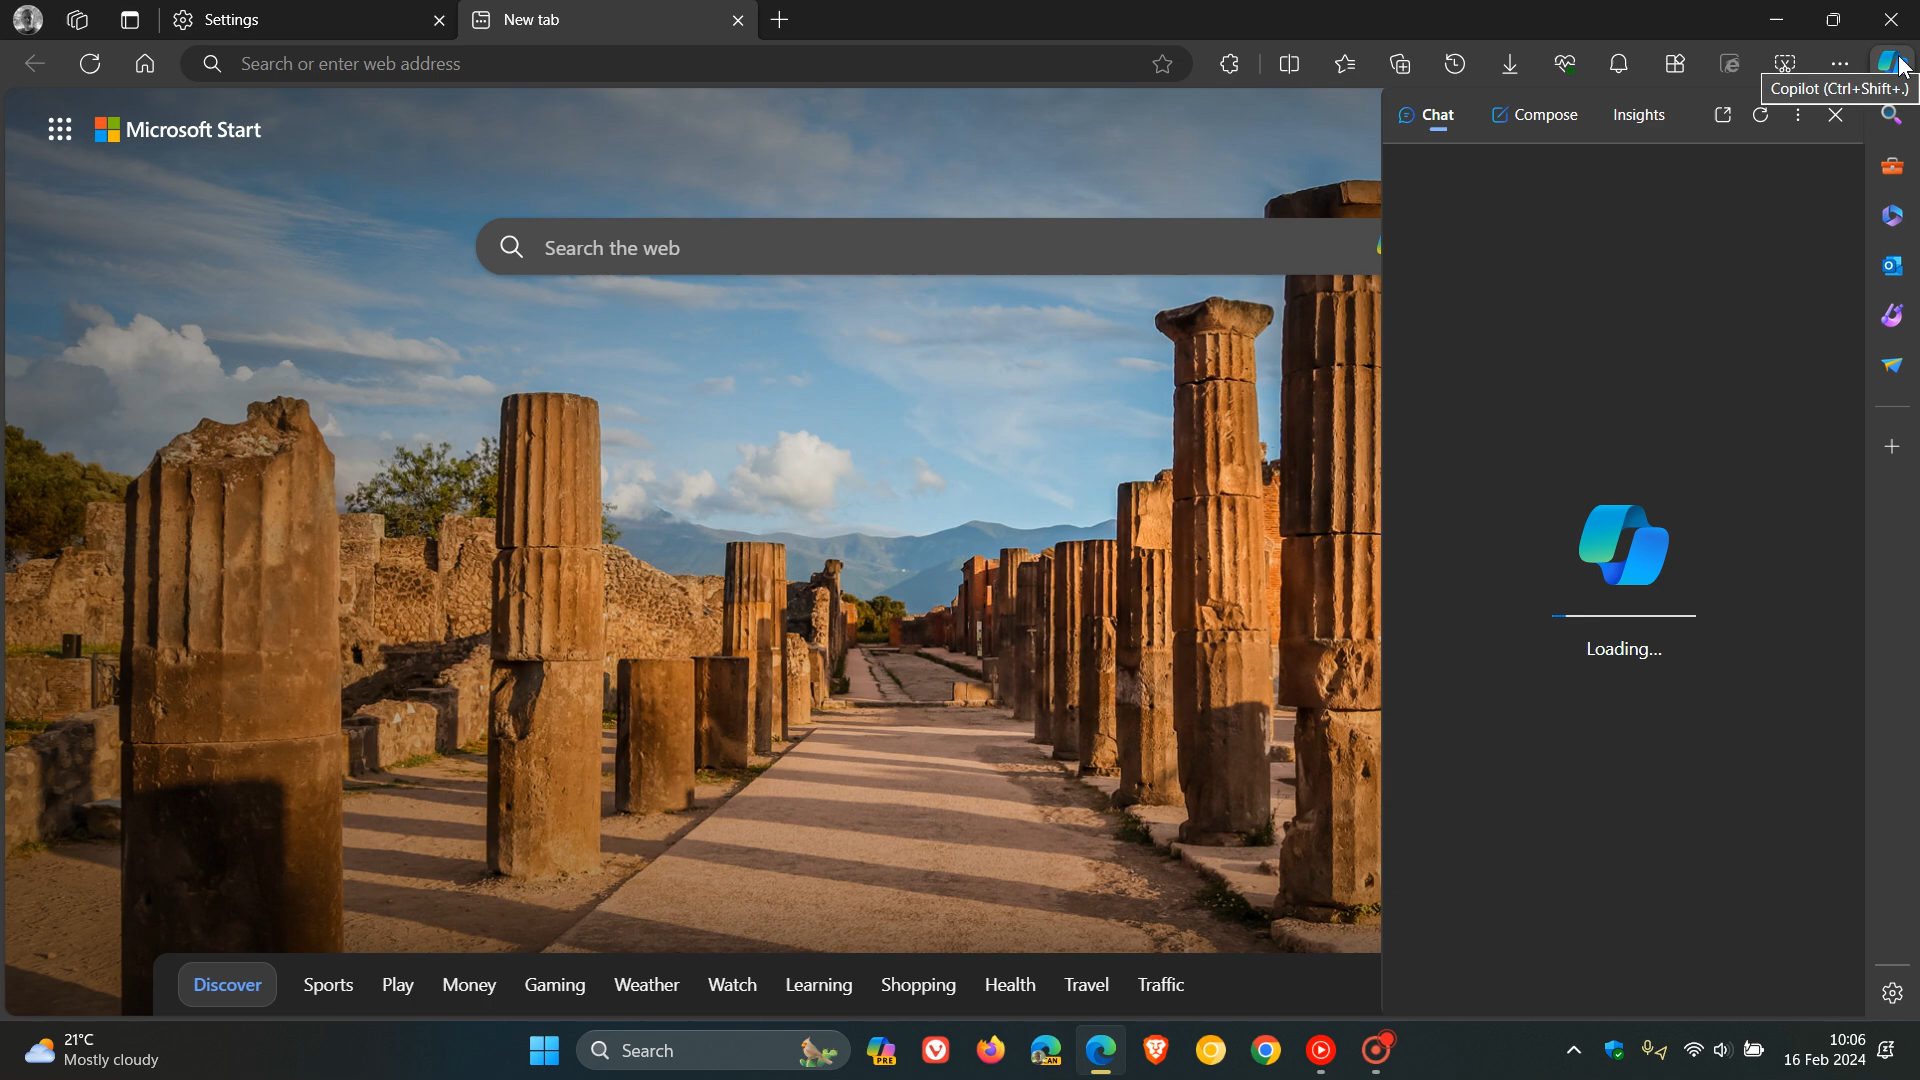 Settings
New tab
Search or enter web address
Copilot (Ctrl+Shift+.)
Microsoft Start
Chat
Compose
Insights
Search the web
Loading...
Discover
Sports
Play
Money
Gaming
Weather
Watch
Learning
Shopping
Health
Travel
Traffic
21°C
Mostly cloudy
Search
PRE
CAN
10:06
16 Feb 2024